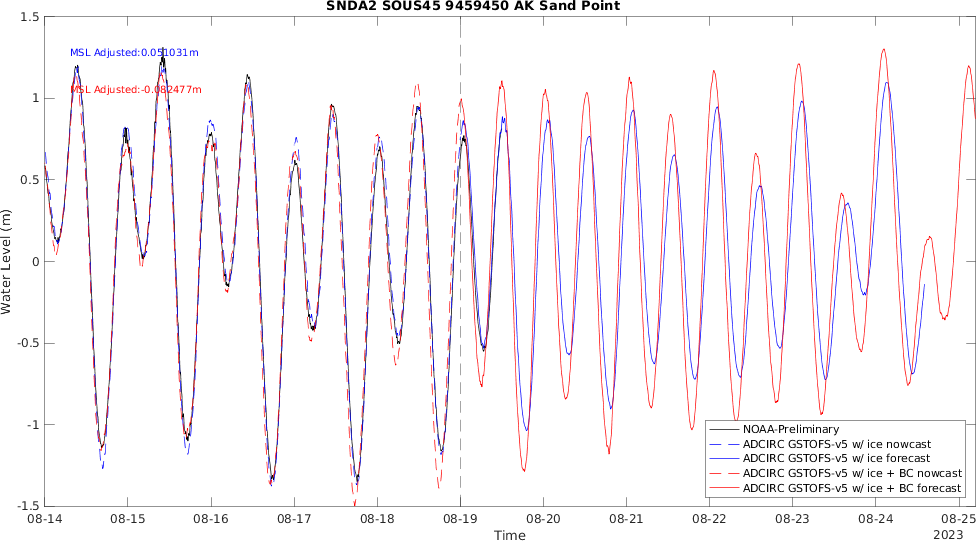 SNDA2 SOUS45 9459450 AK Sand Point
MSL Adjusted:0.051031m
MSL Adjusted:-0.082477m
Water Level (m)
1.5
1
0.5
0
-0.5
-1
-1.5
NOAA-Preliminary
ADCIRC GSTOFS-v5 w/ ice nowcast
ADCIRC GSTOFS-v5 w/ ice forecast
ADCIRC GSTOFS-v5 w/ ice + BC nowcast
ADCIRC GSTOFS-v5 w/ ice + BC forecast
08-14 08-15 08-16 08-17 08-18 08-19 08-20 08-21 08-22 08-23 08-24 08-25
Time
2023